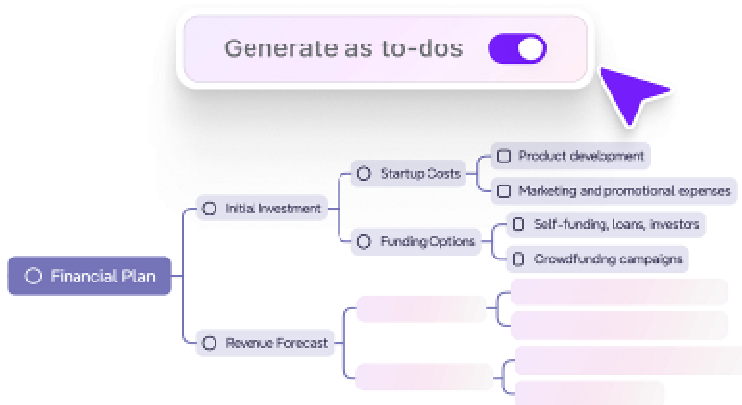 Generate as to-dos
Product development
Startup Costs
Marketing and promotional expenses
Initial Investment
Self-funding, loans, investors
Funding Options
Crowdfunding campaigns
Financial Plan
Revenue Forecast